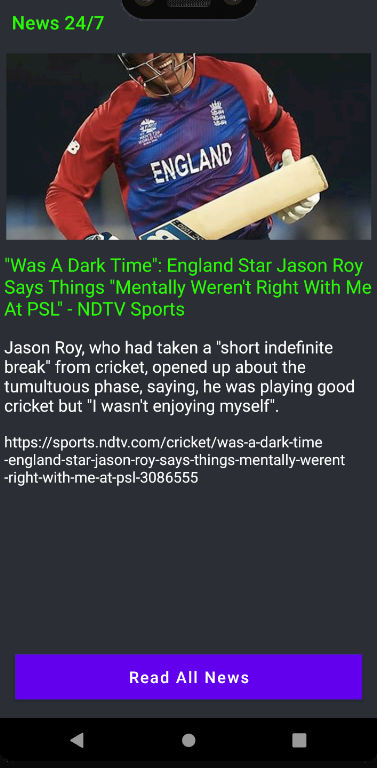 News 24/7
ENGLAND
"Was A Dark Time": England Star Jason Roy
Says Things "Mentally Weren't Right With Me
At PSL" - NDTV Sports
Jason Roy, who had taken a "short indefinite
break" from cricket, opened up about the
tumultuous phase, saying, he was playing good
cricket but "I wasn't enjoying myself".
https://sports.ndtv.com/cricket/was-a-dark-time
-england-star-jason-roy-says-things-mentally-werent
-right-with-me-at-psl-3086555
Read All News